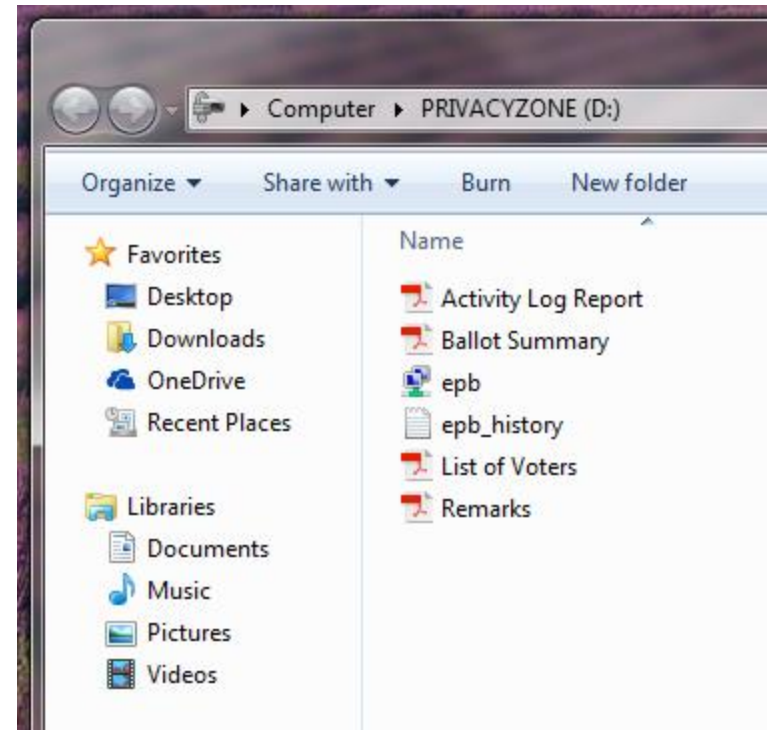 Computer PRIVACYZONE (D:)
Organize Share with Burn New folder
Favorites
Desktop
Downloads
OneDrive
Recent Places
Libraries
Documents
Music
Pictures
Videos
Name
Activity Log Report
Ballot Summary
epb
epb_history
List of Voters
Remarks